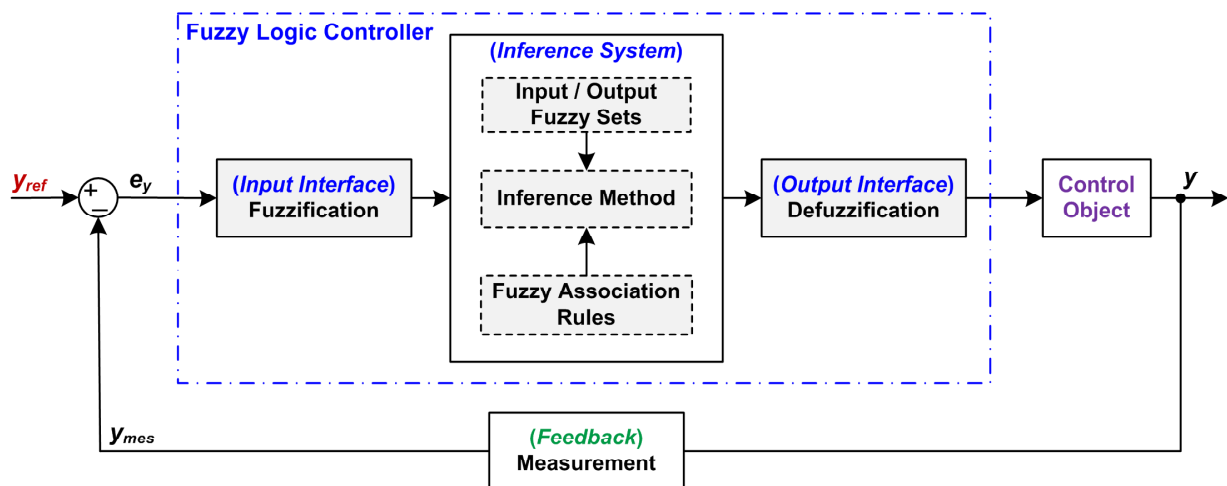 Fuzzy Logic Controller
(Inference System)
Input / Output
Fuzzy Sets
y_ref
+
−
e_y
(Input Interface)
Fuzzification
Inference Method
(Output Interface)
Defuzzification
Control
Object
y
Fuzzy Association
Rules
y_mes
(Feedback)
Measurement